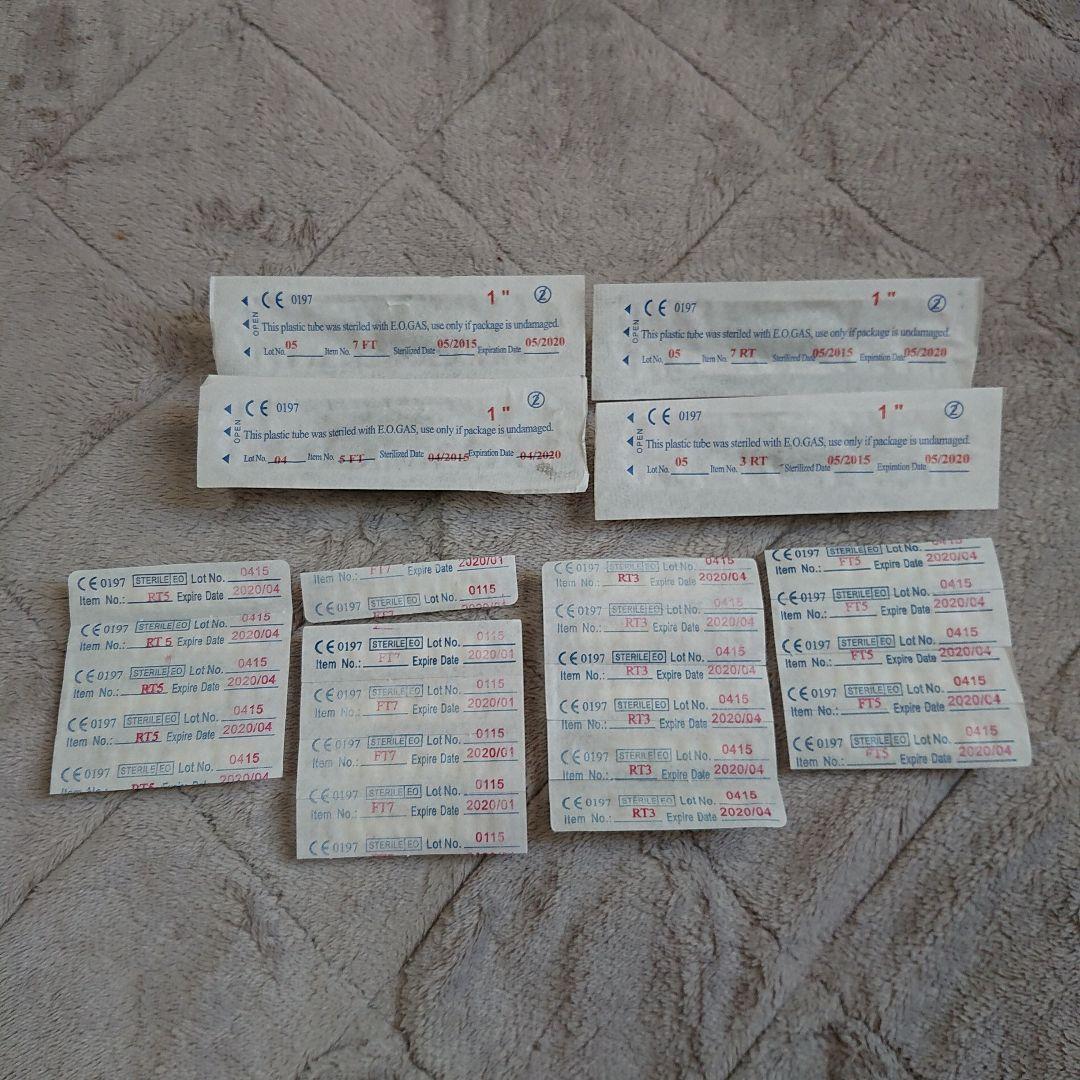 CE 0197 1 " 2
OPEN
This plastic tube was steriled with E.O.GAS, use only if package is undamaged.
Lot No. 05 Item No. 7 FT Sterilized Date 05/2015 Expiration Date 05/2020
CE 0197 1 " 2
OPEN
This plastic tube was steriled with E.O.GAS, use only if package is undamaged.
Lot No. 05 Item No. 7 RT Sterilized Date 05/2015 Expiration Date 05/2020
CE 0197 1 " 2
OPEN
This plastic tube was steriled with E.O.GAS, use only if package is undamaged.
Lot No. 04 Item No. 5 FT Sterilized Date 04/2015 Expiration Date 04/2020
CE 0197 1 " 2
OPEN
This plastic tube was steriled with E.O.GAS, use only if package is undamaged.
Lot No. 05 Item No. 3 RT Sterilized Date 05/2015 Expiration Date 05/2020
CE 0197 STERILE EO Lot No. 0415
Item No.: RT5 Expire Date 2020/04
CE 0197 STERILE EO Lot No. 0415
Item No.: RT5 Expire Date 2020/04
CE 0197 STERILE EO Lot No. 0415
Item No.: RT5 Expire Date 2020/04
CE 0197 STERILE EO Lot No. 0415
Item No.: RT5 Expire Date 2020/04
CE 0197 STERILE EO Lot No. 0415
RT5 2020/04
Item No.: FT7 Expire Date 2020/01
CE 0197 STERILE EO Lot No. 0115
CE 0197 STERILE EO Lot No. 0115
Item No.: FT7 Expire Date 2020/01
CE 0197 STERILE EO Lot No. 0115
Item No.: FT7 Expire Date 2020/01
CE 0197 STERILE EO Lot No. 0115
Item No.: FT7 Expire Date 2020/01
CE 0197 STERILE EO Lot No. 0115
Item No.: FT7 Expire Date 2020/01
CE 0197 STERILE EO Lot No. 0115
CE 0197 STERILE EO Lot No. 0415
Item No.: RT3 Expire Date 2020/04
CE 0197 STERILE EO Lot No. 0415
Item No.: RT3 Expire Date 2020/04
CE 0197 STERILE EO Lot No. 0415
Item No.: RT3 Expire Date 2020/04
CE 0197 STERILE EO Lot No. 0415
Item No.: RT3 Expire Date 2020/04
CE 0197 STERILE EO Lot No. 0415
Item No.: RT3 Expire Date 2020/04
CE 0197 STERILE EO Lot No. 0415
Item No.: RT3 Expire Date 2020/04
CE 0197 STERILE EO Lot No. 0415
Item No.: FT5 Expire Date 2020/04
CE 0197 STERILE EO Lot No. 0415
Item No.: FT5 Expire Date 2020/04
CE 0197 STERILE EO Lot No. 0415
Item No.: FT5 Expire Date 2020/04
CE 0197 STERILE EO Lot No. 0415
Item No.: FT5 Expire Date 2020/04
CE 0197 STERILE EO Lot No. 0415
Item No.: FT5 Expire Date 2020/04